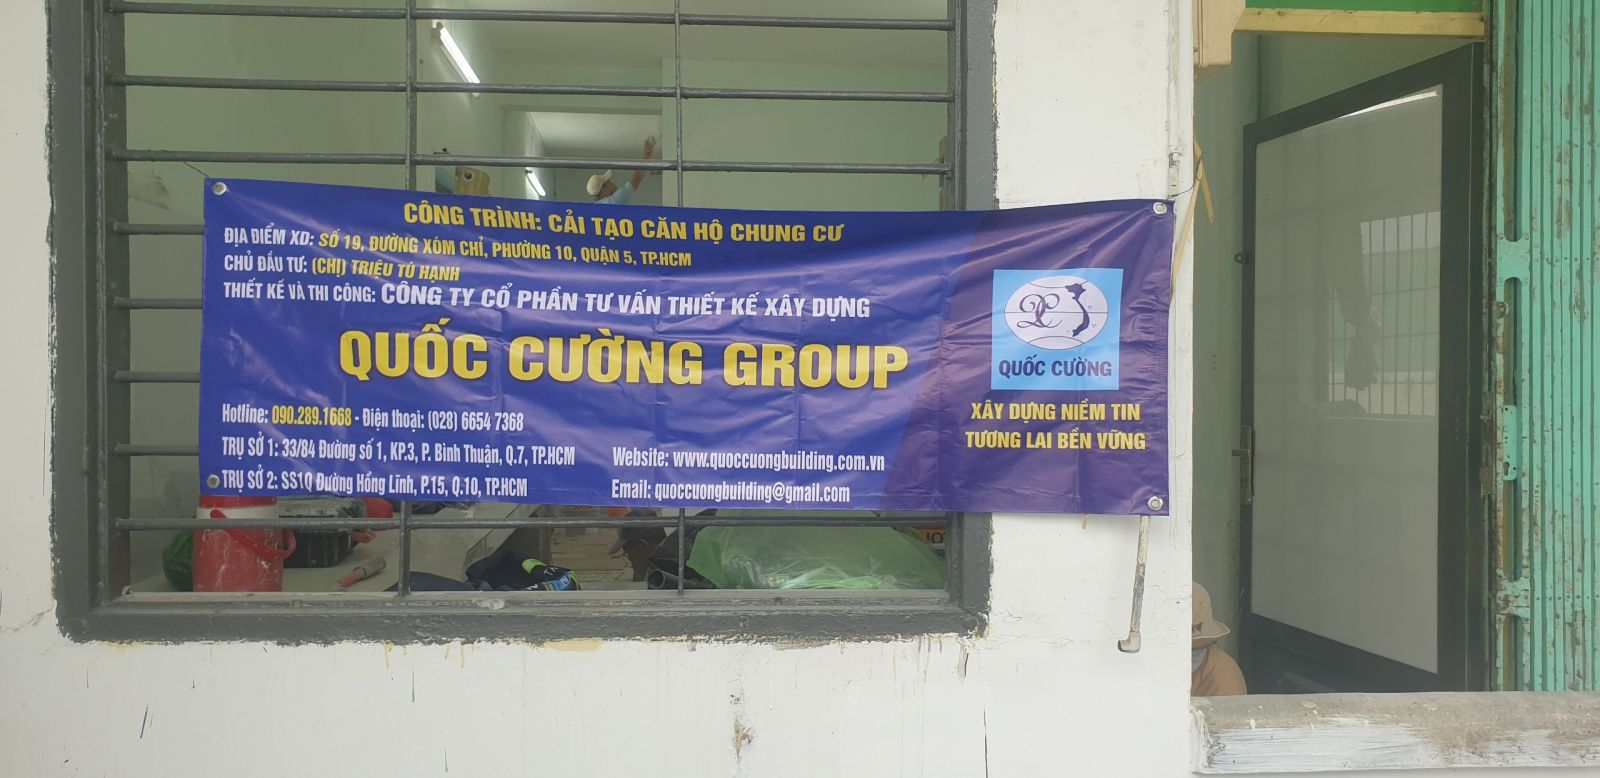 CÔNG TRÌNH: CẢI TẠO CĂN HỘ CHUNG CƯ
ĐỊA ĐIỂM XD: SỐ 19, ĐƯỜNG XÓM CHỈ, PHƯỜNG 10, QUẬN 5, TP.HCM
CHỦ ĐẦU TƯ: (CHỊ) TRIỆU TÚ HẠNH
THIẾT KẾ VÀ THI CÔNG: CÔNG TY CỔ PHẦN TƯ VẤN THIẾT KẾ XÂY DỰNG
QUỐC CƯỜNG GROUP
Hotline: 090.289.1668 - Điện thoại: (028) 6654 7368
TRỤ SỞ 1: 33/84 Đường số 1, KP.3, P. Bình Thuận, Q.7, TP.HCM
TRỤ SỞ 2: SS1Q Đường Hồng Lĩnh, P.15, Q.10, TP.HCM
Website: www.quoccuongbuilding.com.vn
Email: quoccuongbuilding@gmail.com
QUỐC CƯỜNG
XÂY DỰNG NIỀM TIN
TƯƠNG LAI BỀN VỮNG